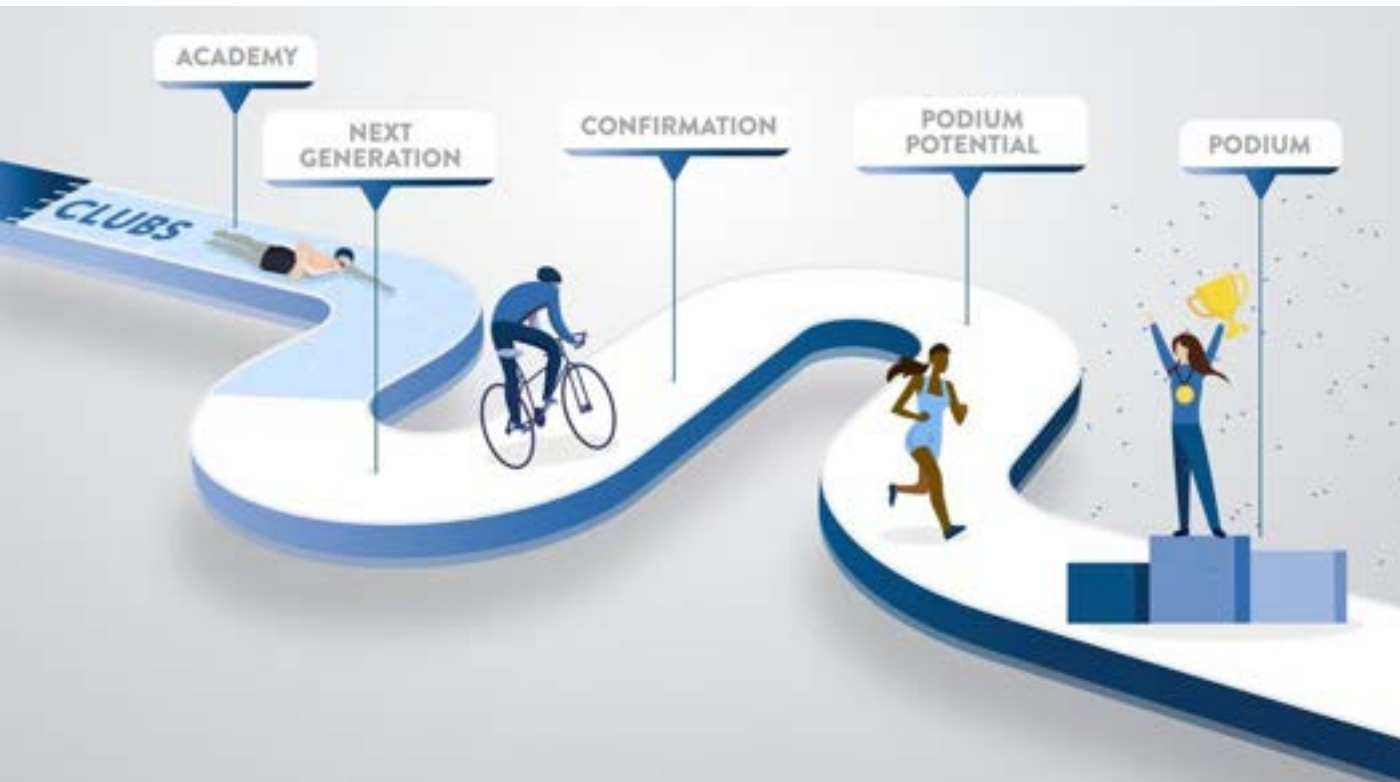 ACADEMY
NEXT
GENERATION
CONFIRMATION
PODIUM
POTENTIAL
PODIUM
CLUBS